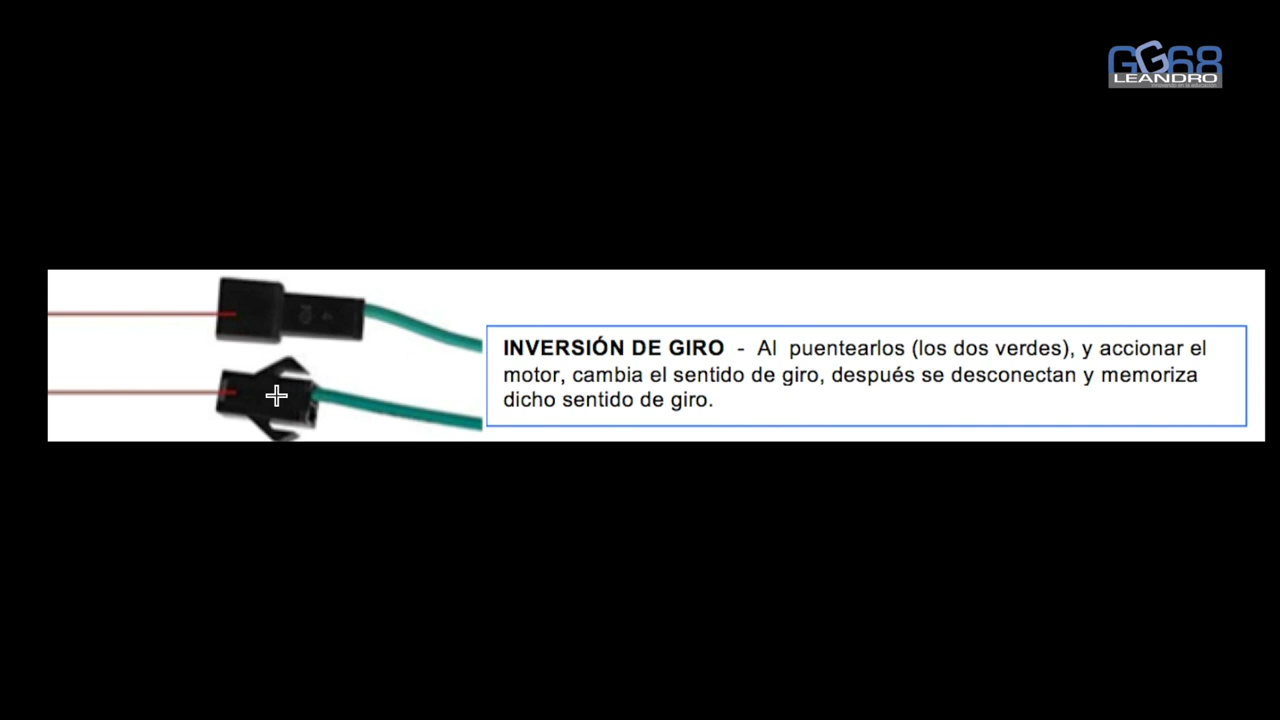 GG68
LEANDRO
INVERSIÓN DE GIRO - Al puentearlos (los dos verdes), y accionar el
motor, cambia el sentido de giro, después se desconectan y memoriza
dicho sentido de giro.